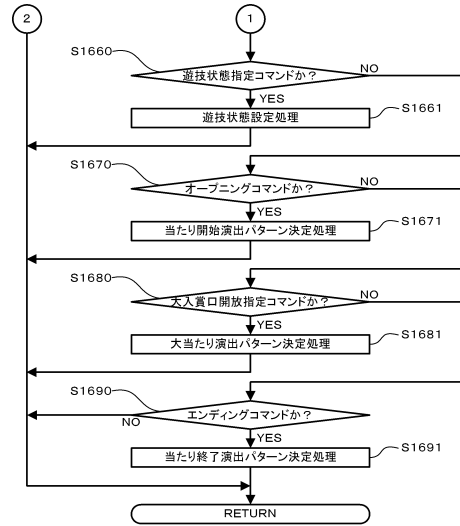 2
1
S1660
遊技状態指定コマンドか？
NO
YES
遊技状態設定処理
S1661
S1670
オープニングコマンドか？
NO
YES
当たり開始演出パターン決定処理
S1671
S1680
大入賞口開放指定コマンドか？
NO
YES
大当たり演出パターン決定処理
S1681
S1690
エンディングコマンドか？
NO
YES
当たり終了演出パターン決定処理
S1691
RETURN